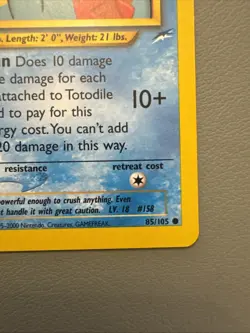 . Length: 2' 0", Weight: 21 lbs.
n Does 10 damage
e damage for each
attached to Totodile
d to pay for this
rgy cost. You can't add
20 damage in this way.
10+
resistance retreat cost
powerful enough to crush anything. Even
t handle it with great caution. LV. 18 #158
5-2000 Nintendo, Creatures, GAMEFREAK. 85/105